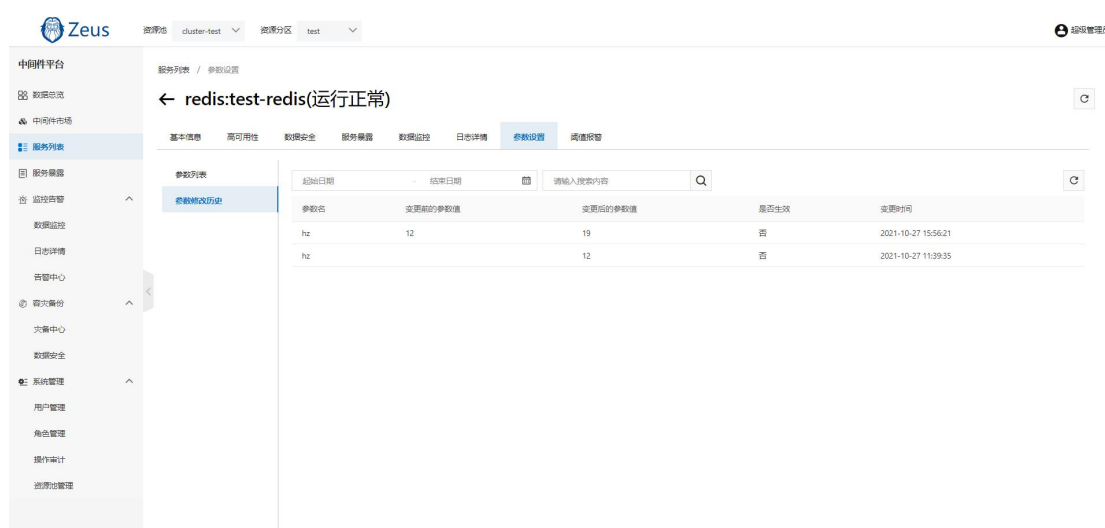 Zeus 资源池 cluster-test 资源分区 test 超级管理员
中间件平台
数据总览
中间件市场
服务列表
服务暴露
监控告警
数据监控
日志详情
告警中心
容灾备份
灾备中心
数据安全
系统管理
用户管理
角色管理
操作审计
资源池管理
服务列表 / 参数设置
← redis:test-redis(运行正常)
基本信息 高可用性 数据安全 服务暴露 数据监控 日志详情 参数设置 阈值报警
参数列表
参数修改历史
起始日期 - 结束日期 请输入搜索内容
参数名 变更前的参数值 变更后的参数值 是否生效 变更时间
hz 12 19 否 2021-10-27 15:56:21
hz 12 否 2021-10-27 11:39:35